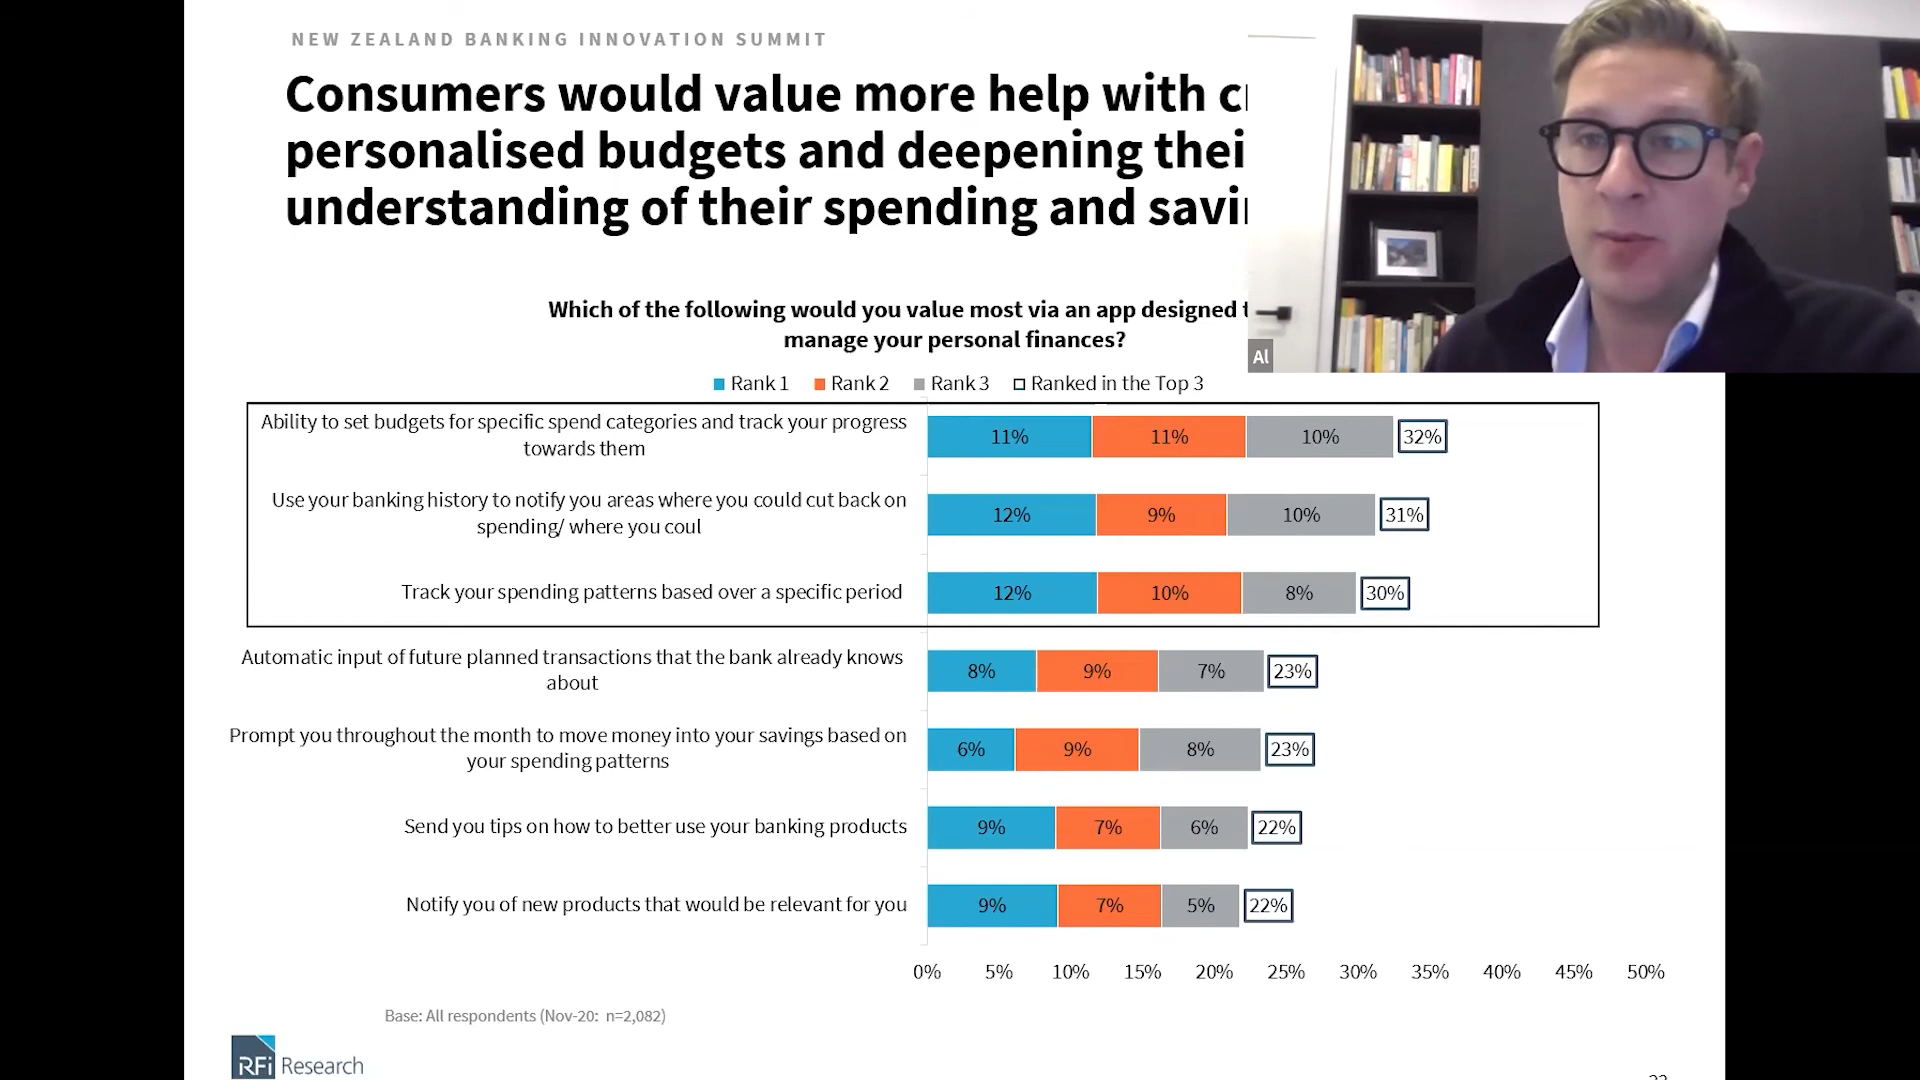 NEW ZEALAND BANKING INNOVATION SUMMIT
Consumers would value more help with
personalised budgets and deepening thei
understanding of their spending and savi
Which of the following would you value most via an app designed
manage your personal finances?
Al
Rank 1 Rank 2 Rank 3 Ranked in the Top 3
Ability to set budgets for specific spend categories and track your progress
towards them
11% 11% 10% 32%
Use your banking history to notify you areas where you could cut back on
spending/ where you coul
12% 9% 10% 31%
Track your spending patterns based over a specific period
12% 10% 8% 30%
Automatic input of future planned transactions that the bank already knows
about
8% 9% 7% 23%
Prompt you throughout the month to move money into your savings based on
your spending patterns
6% 9% 8% 23%
Send you tips on how to better use your banking products
9% 7% 6% 22%
Notify you of new products that would be relevant for you
9% 7% 5% 22%
0% 5% 10% 15% 20% 25% 30% 35% 40% 45% 50%
Base: All respondents (Nov-20: n=2,082)
RFi Research